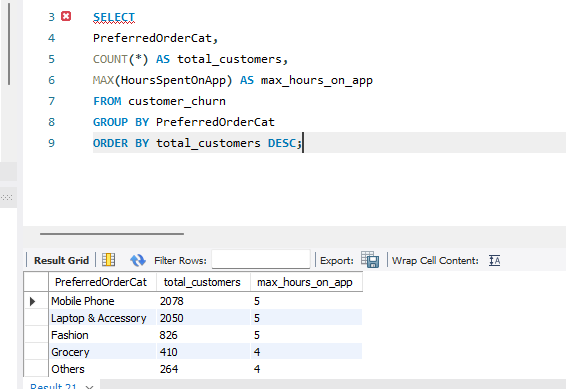 3 SELECT
4 PreferredOrderCat,
5 COUNT(*) AS total_customers,
6 MAX(HoursSpentOnApp) AS max_hours_on_app
7 FROM customer_churn
8 GROUP BY PreferredOrderCat
9 ORDER BY total_customers DESC;
Result Grid Filter Rows: Export: Wrap Cell Content:
PreferredOrderCat total_customers max_hours_on_app
Mobile Phone 2078 5
Laptop & Accessory 2050 5
Fashion 826 5
Grocery 410 4
Others 264 4
Result 21